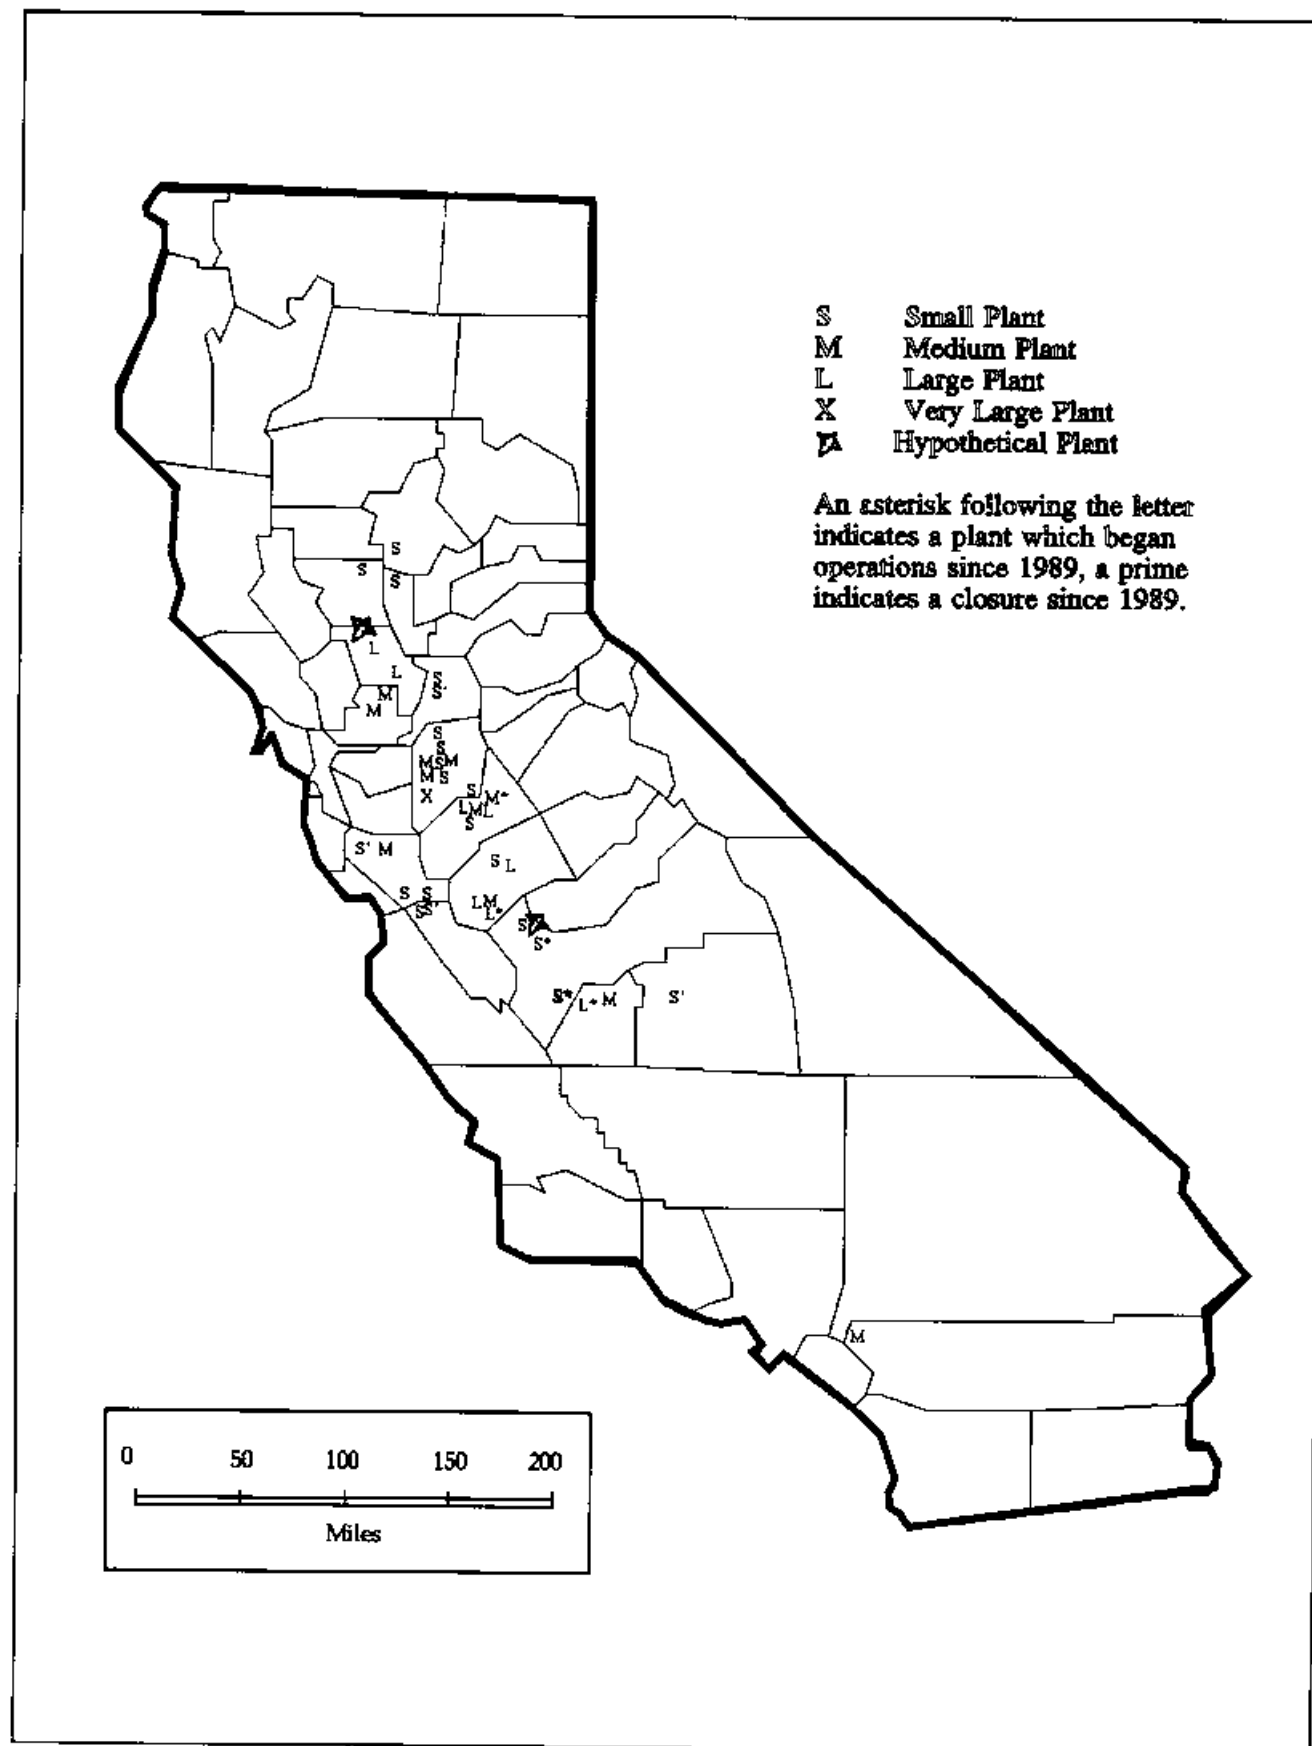 S Small Plant
M Medium Plant
L Large Plant
X Very Large Plant
Hypothetical Plant
An asterisk following the letter
indicates a plant which began
operations since 1989, a prime
indicates a closure since 1989.
S
S
S
L
L
S
M
S'
M
S
S
M S M
M S
X
S
M*
L M L
S
S' M
S L
S S
L M
L*
S
S*
S* L* M S'
M
0 50 100 150 200
Miles